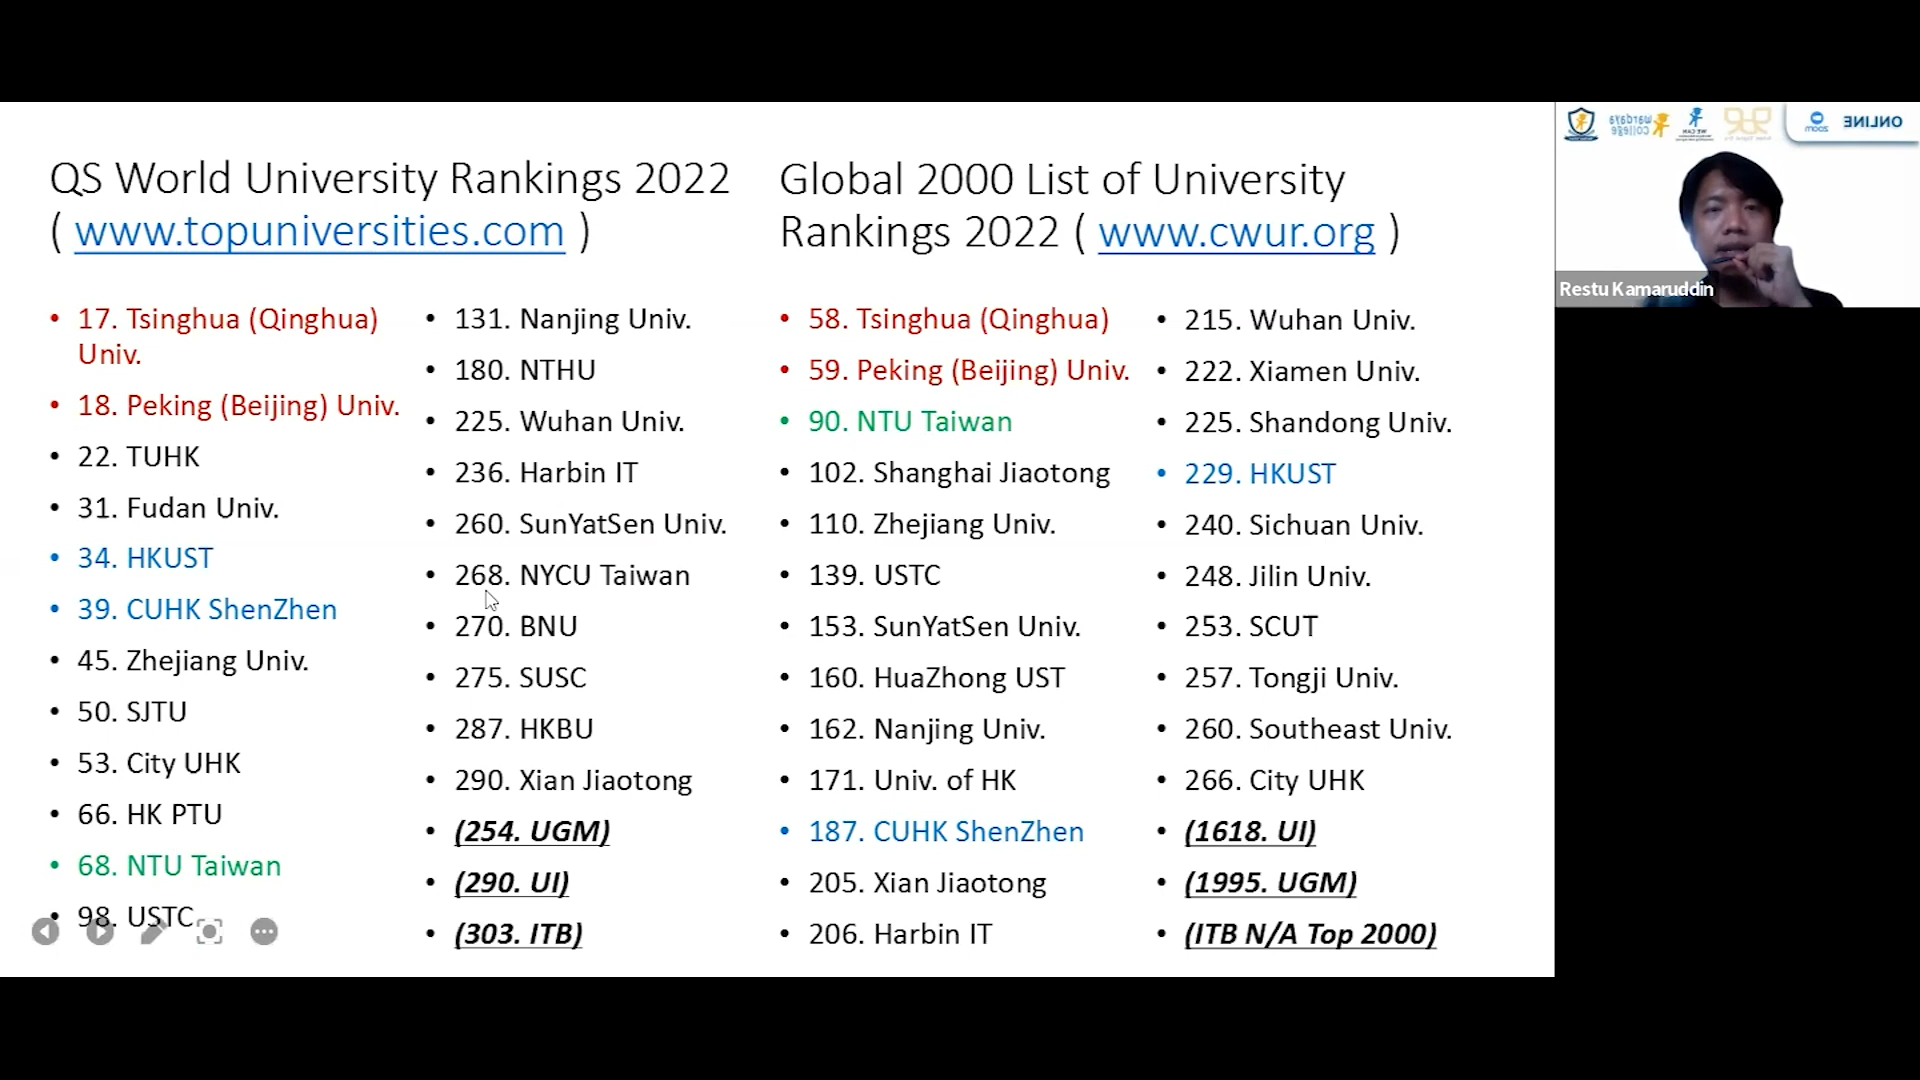 QS World University Rankings 2022
( www.topuniversities.com )
• 17. Tsinghua (Qinghua)
Univ.
• 18. Peking (Beijing) Univ.
• 22. TUHK
• 31. Fudan Univ.
• 34. HKUST
• 39. CUHK ShenZhen
• 45. Zhejiang Univ.
• 50. SJTU
• 53. City UHK
• 66. HK PTU
• 68. NTU Taiwan
• 98. USTC
• 131. Nanjing Univ.
• 180. NTHU
• 225. Wuhan Univ.
• 236. Harbin IT
• 260. SunYatSen Univ.
• 268. NYCU Taiwan
• 270. BNU
• 275. SUSC
• 287. HKBU
• 290. Xian Jiaotong
• (254. UGM)
• (290. UI)
• (303. ITB)
Global 2000 List of University
Rankings 2022 ( www.cwur.org )
• 58. Tsinghua (Qinghua)
• 59. Peking (Beijing) Univ.
• 90. NTU Taiwan
• 102. Shanghai Jiaotong
• 110. Zhejiang Univ.
• 139. USTC
• 153. SunYatSen Univ.
• 160. HuaZhong UST
• 162. Nanjing Univ.
• 171. Univ. of HK
• 187. CUHK ShenZhen
• 205. Xian Jiaotong
• 206. Harbin IT
• 215. Wuhan Univ.
• 222. Xiamen Univ.
• 225. Shandong Univ.
• 229. HKUST
• 240. Sichuan Univ.
• 248. Jilin Univ.
• 253. SCUT
• 257. Tongji Univ.
• 260. Southeast Univ.
• 266. City UHK
• (1618. UI)
• (1995. UGM)
• (ITB N/A Top 2000)
wardaya
college
WE CAN
zoom
ONLINE
Restu Kamaruddin